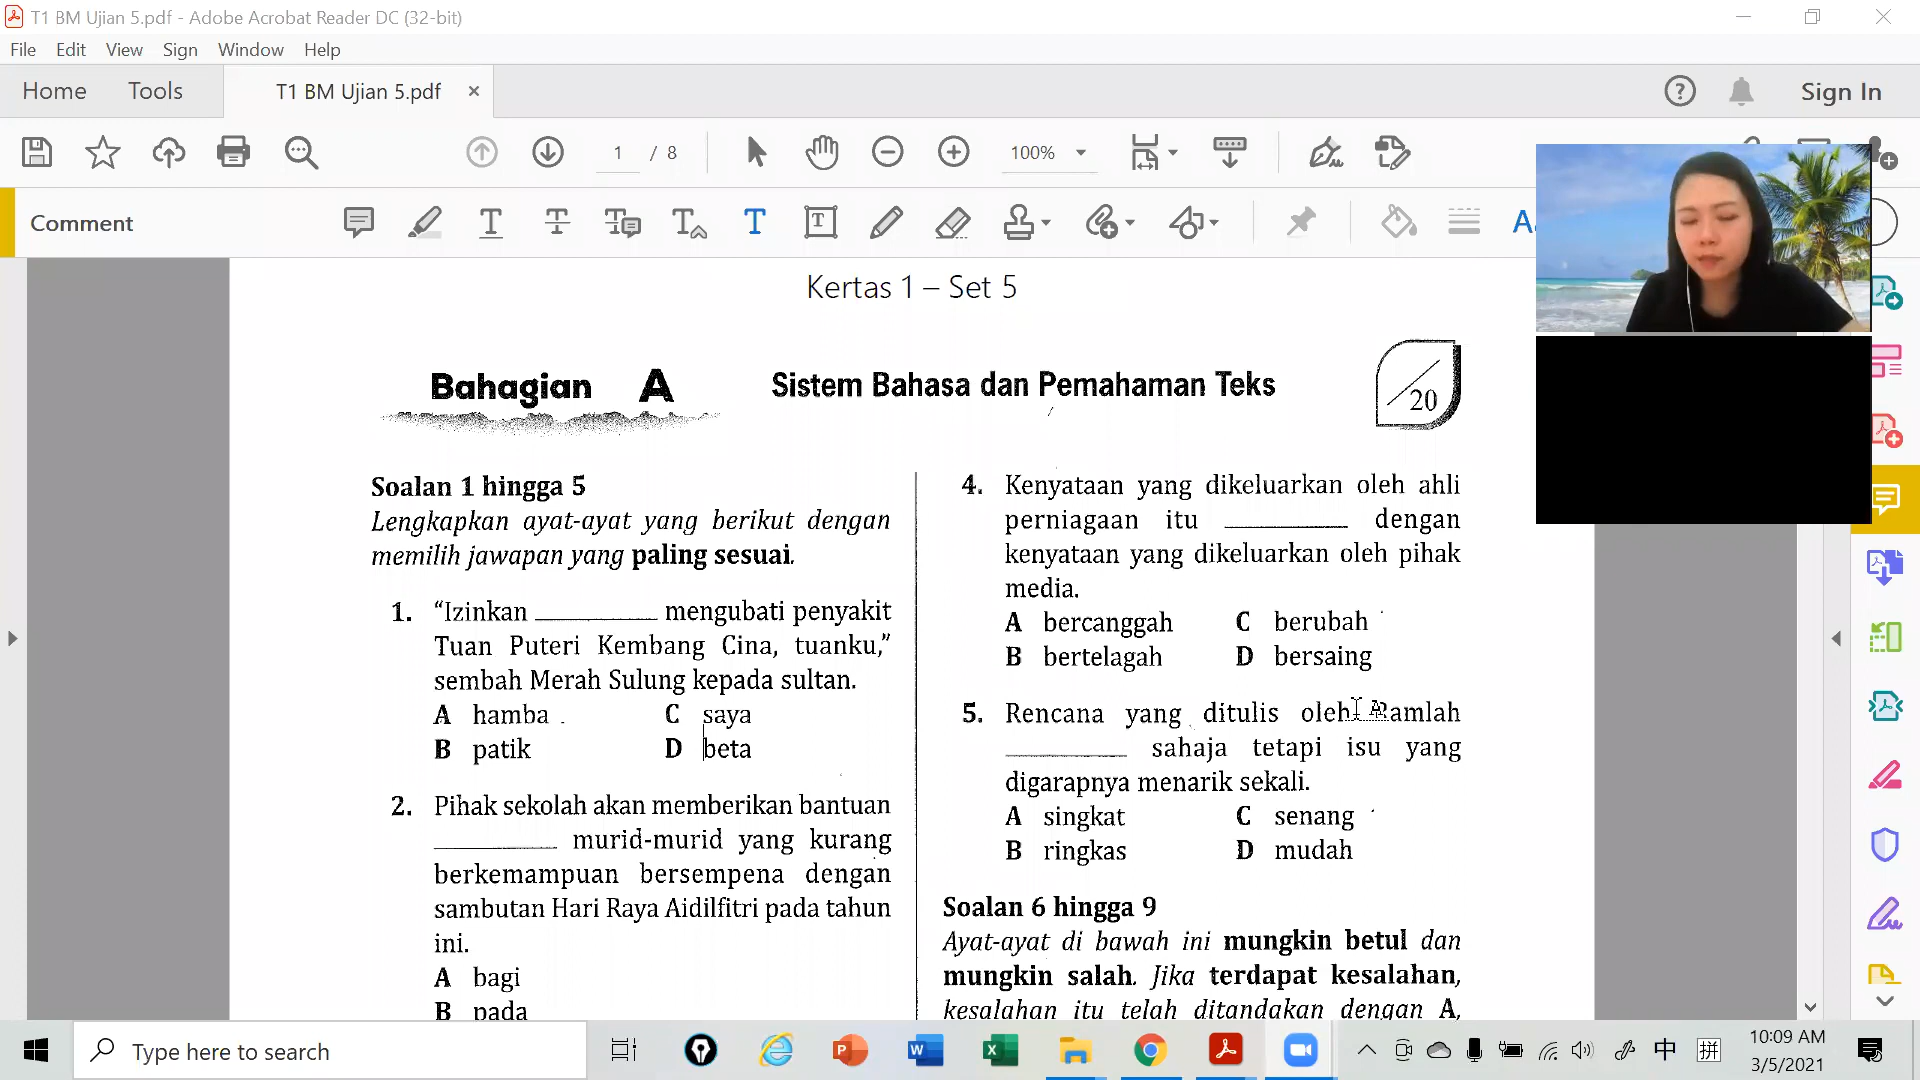 T1 BM Ujian 5.pdf - Adobe Acrobat Reader DC (32-bit)
File Edit View Sign Window Help
Home Tools T1 BM Ujian 5.pdf × Sign In
1 / 8 100%
Comment
Kertas 1 – Set 5
Bahagian A Sistem Bahasa dan Pemahaman Teks
20
Soalan 1 hingga 5
Lengkapkan ayat-ayat yang berikut dengan
memilih jawapan yang paling sesuai.
1. “Izinkan ________ mengubati penyakit
Tuan Puteri Kembang Cina, tuanku,”
sembah Merah Sulung kepada sultan.
A hamba C saya
B patik D beta
2. Pihak sekolah akan memberikan bantuan
________ murid-murid yang kurang
berkemampuan bersempena dengan
sambutan Hari Raya Aidilfitri pada tahun
ini.
A bagi
B pada
4. Kenyataan yang dikeluarkan oleh ahli
perniagaan itu ________ dengan
kenyataan yang dikeluarkan oleh pihak
media.
A bercanggah C berubah
B bertelagah D bersaing
5. Rencana yang ditulis oleh Ramlah
________ sahaja tetapi isu yang
digarapnya menarik sekali.
A singkat C senang
B ringkas D mudah
Soalan 6 hingga 9
Ayat-ayat di bawah ini mungkin betul dan
mungkin salah. Jika terdapat kesalahan,
kesalahan itu telah ditandakan dengan A,
Type here to search
中 拼
10:09 AM
3/5/2021